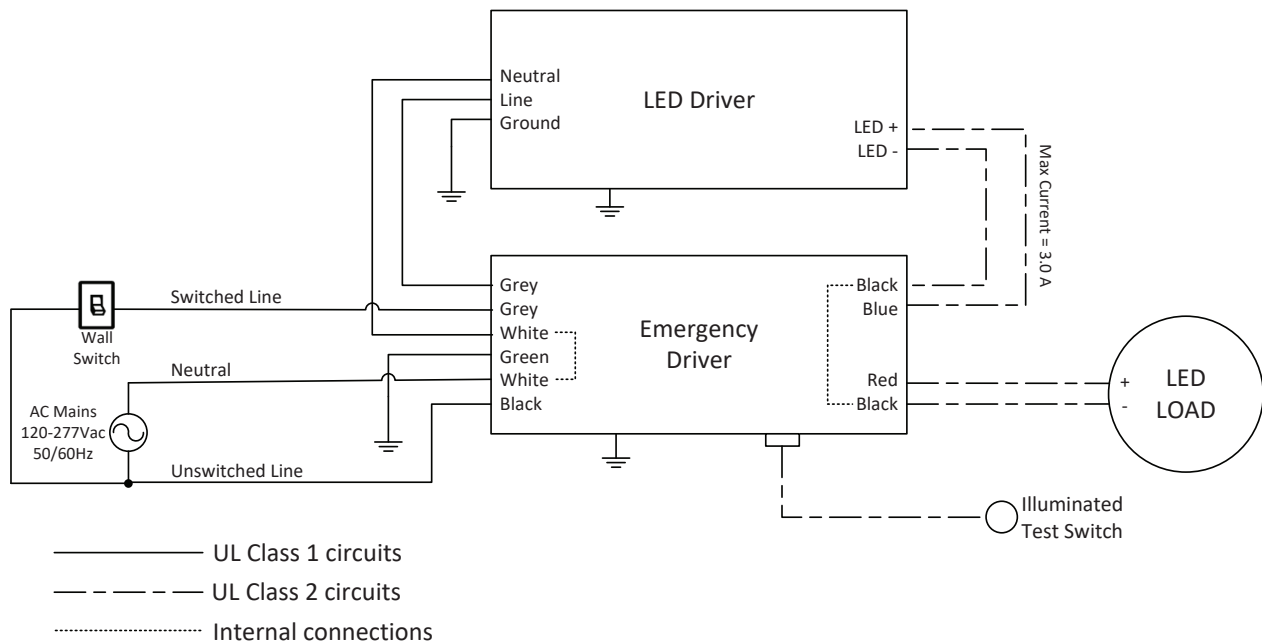 Neutral
Line
Ground
LED Driver
LED +
LED -
Max Current = 3.0 A
Grey
Grey
White
Green
White
Black
Emergency
Driver
Black
Blue
Red
Black
Switched Line
Wall
Switch
Neutral
AC Mains
120-277Vac
50/60Hz
Unswitched Line
+
-
LED
LOAD
Illuminated
Test Switch
UL Class 1 circuits
UL Class 2 circuits
Internal connections